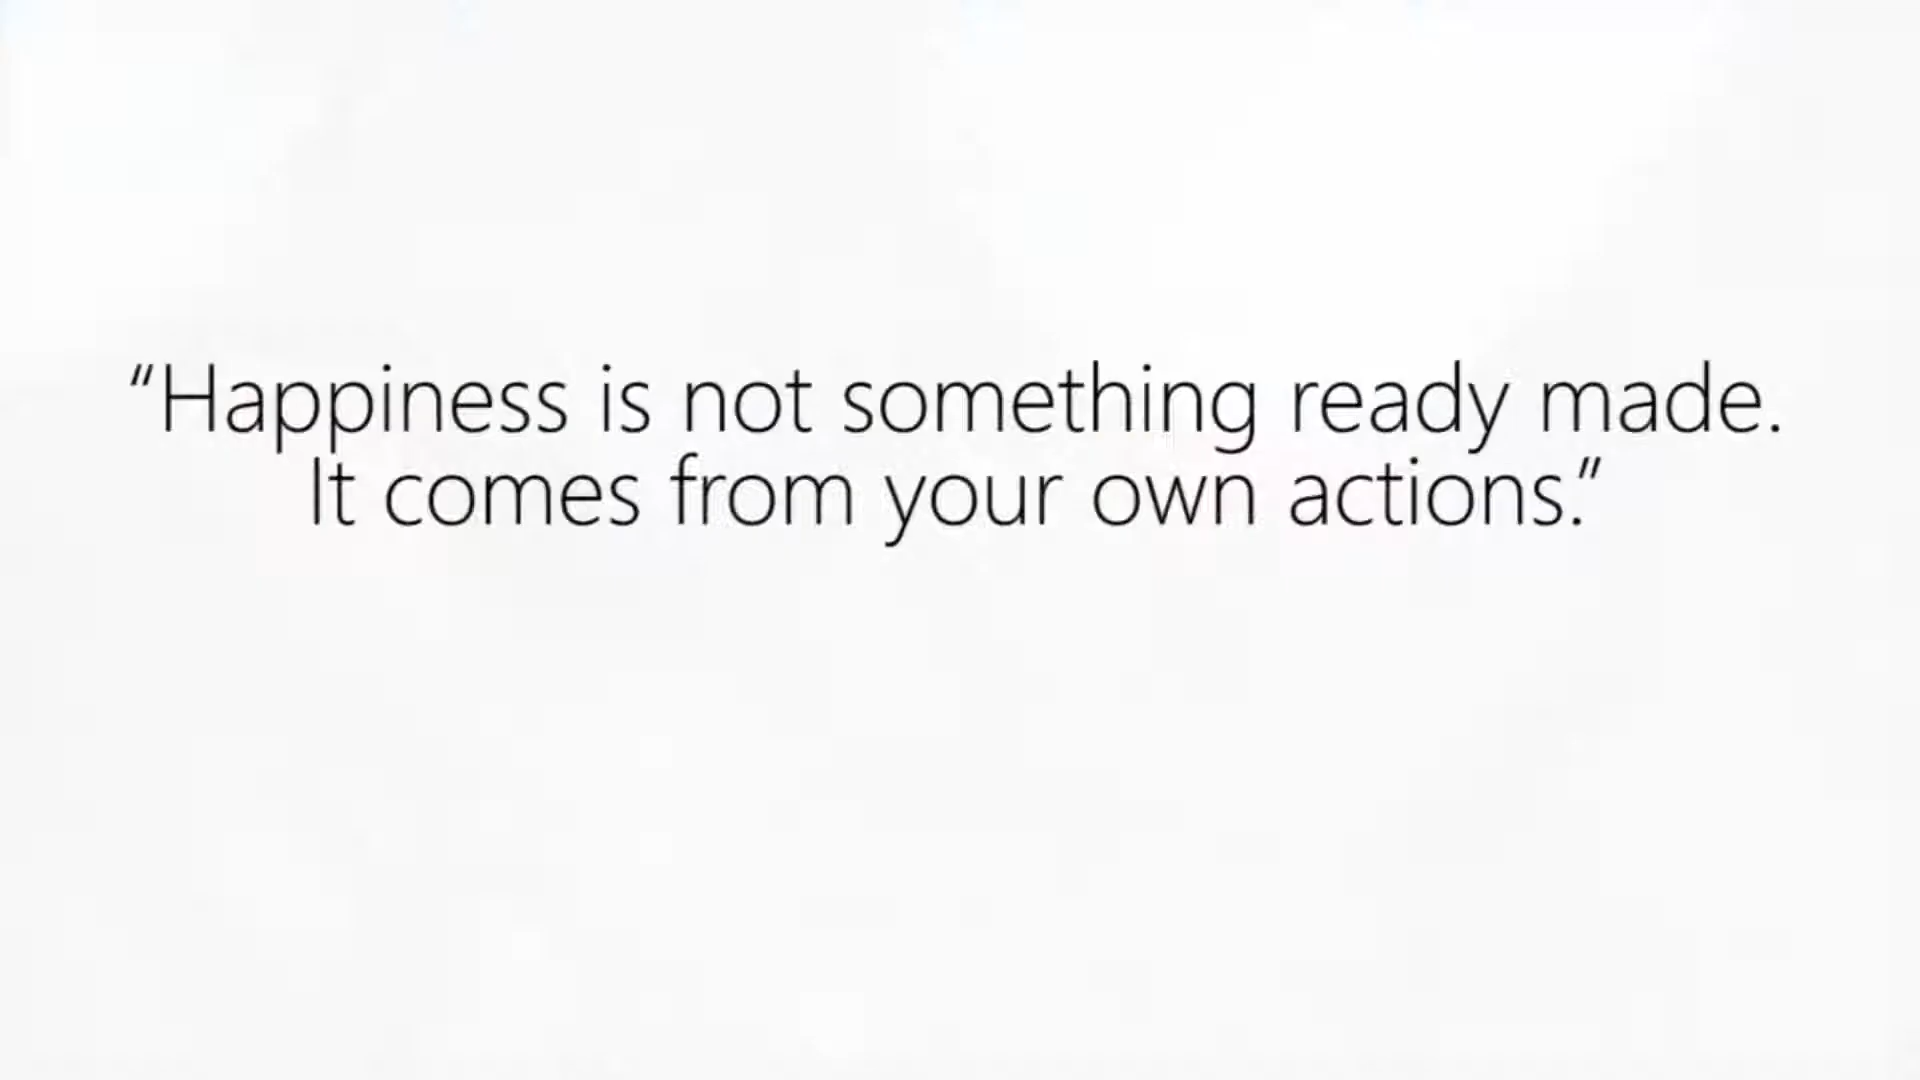 “Happiness is not something ready made.
It comes from your own actions.”